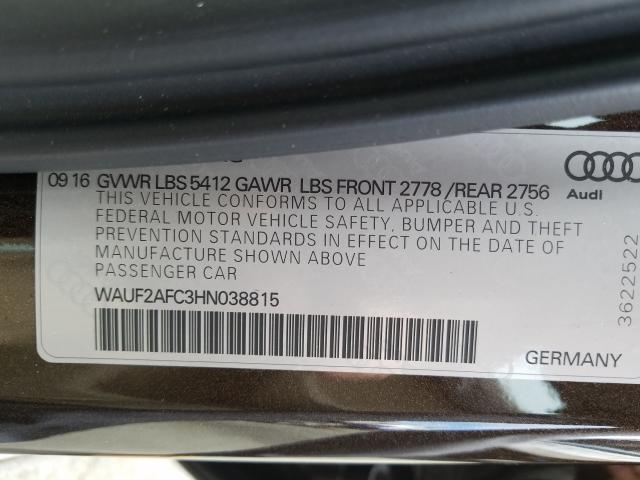 09 16 GVWR LBS 5412 GAWR LBS FRONT 2778 /REAR 2756
THIS VEHICLE CONFORMS TO ALL APPLICABLE U.S.
FEDERAL MOTOR VEHICLE SAFETY, BUMPER AND THEFT
PREVENTION STANDARDS IN EFFECT ON THE DATE OF
MANUFACTURE SHOWN ABOVE
PASSENGER CAR
WAUF2AFC3HN038815
Audi
3622522
GERMANY